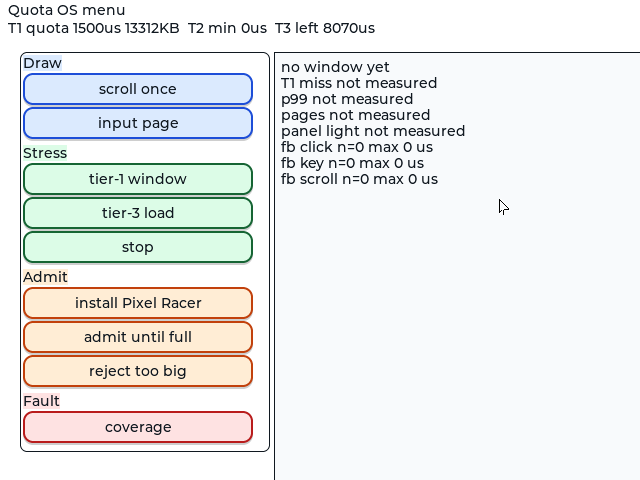 Quota OS menu
T1 quota 1500us 13312KB  T2 min 0us  T3 left 8070us
Draw
scroll once
input page
Stress
tier-1 window
tier-3 load
stop
Admit
install Pixel Racer
admit until full
reject too big
Fault
coverage
no window yet
T1 miss not measured
p99 not measured
pages not measured
panel light not measured
fb click n=0 max 0 us
fb key n=0 max 0 us
fb scroll n=0 max 0 us